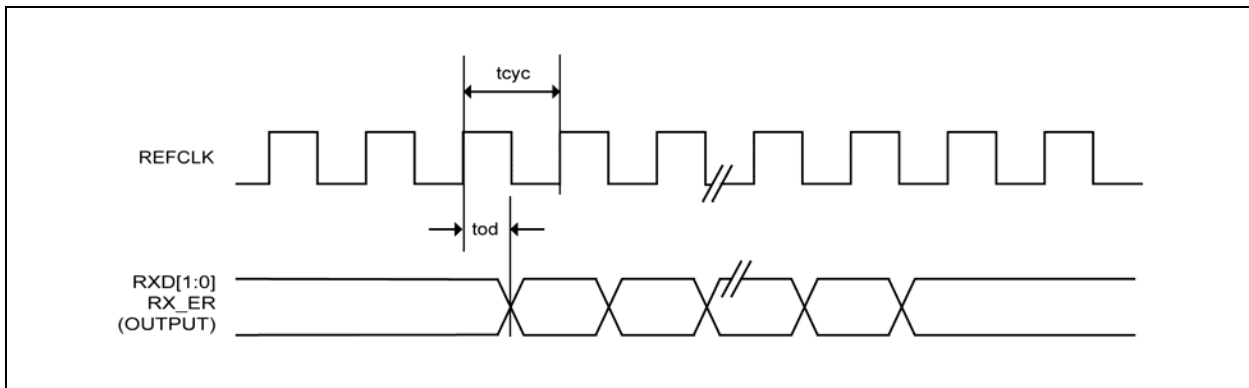 tcyc
REFCLK
tod
RXD[1:0]
RX_ER
(OUTPUT)